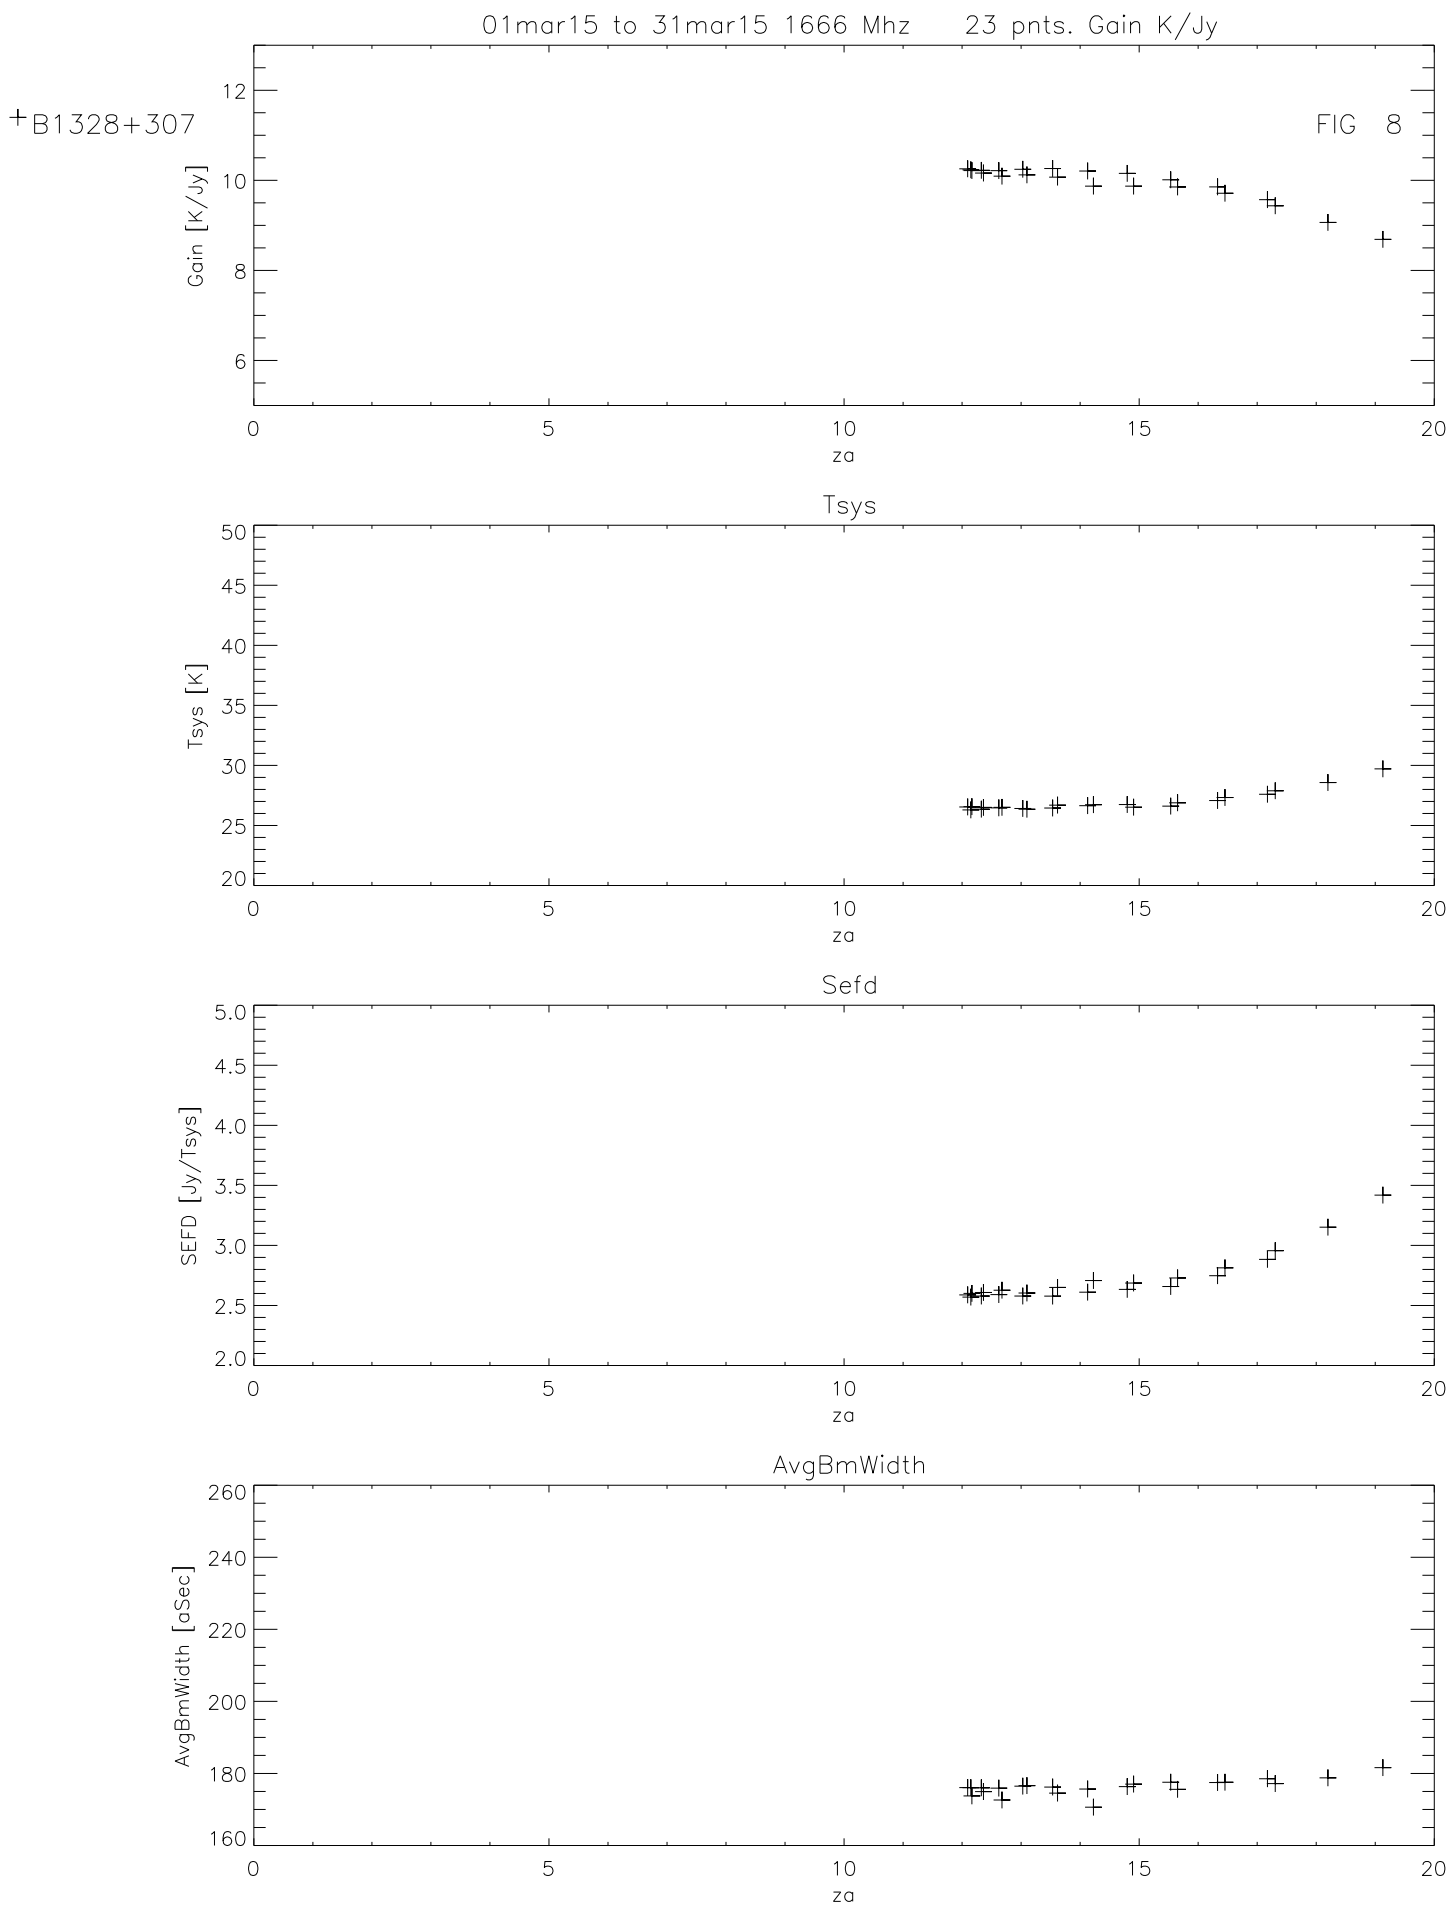 01mar15 to 31mar15 1666 Mhz 23 pnts. Gain K/Jy
+B1328+307
FIG 8
Gain [K/Jy]
12
10
8
6
0 5 10 15 20
za
Tsys
Tsys [K]
50
45
40
35
30
25
20
0 5 10 15 20
za
Sefd
SEFD [Jy/Tsys]
5.0
4.5
4.0
3.5
3.0
2.5
2.0
0 5 10 15 20
za
AvgBmWidth
AvgBmWidth [aSec]
260
240
220
200
180
160
0 5 10 15 20
za